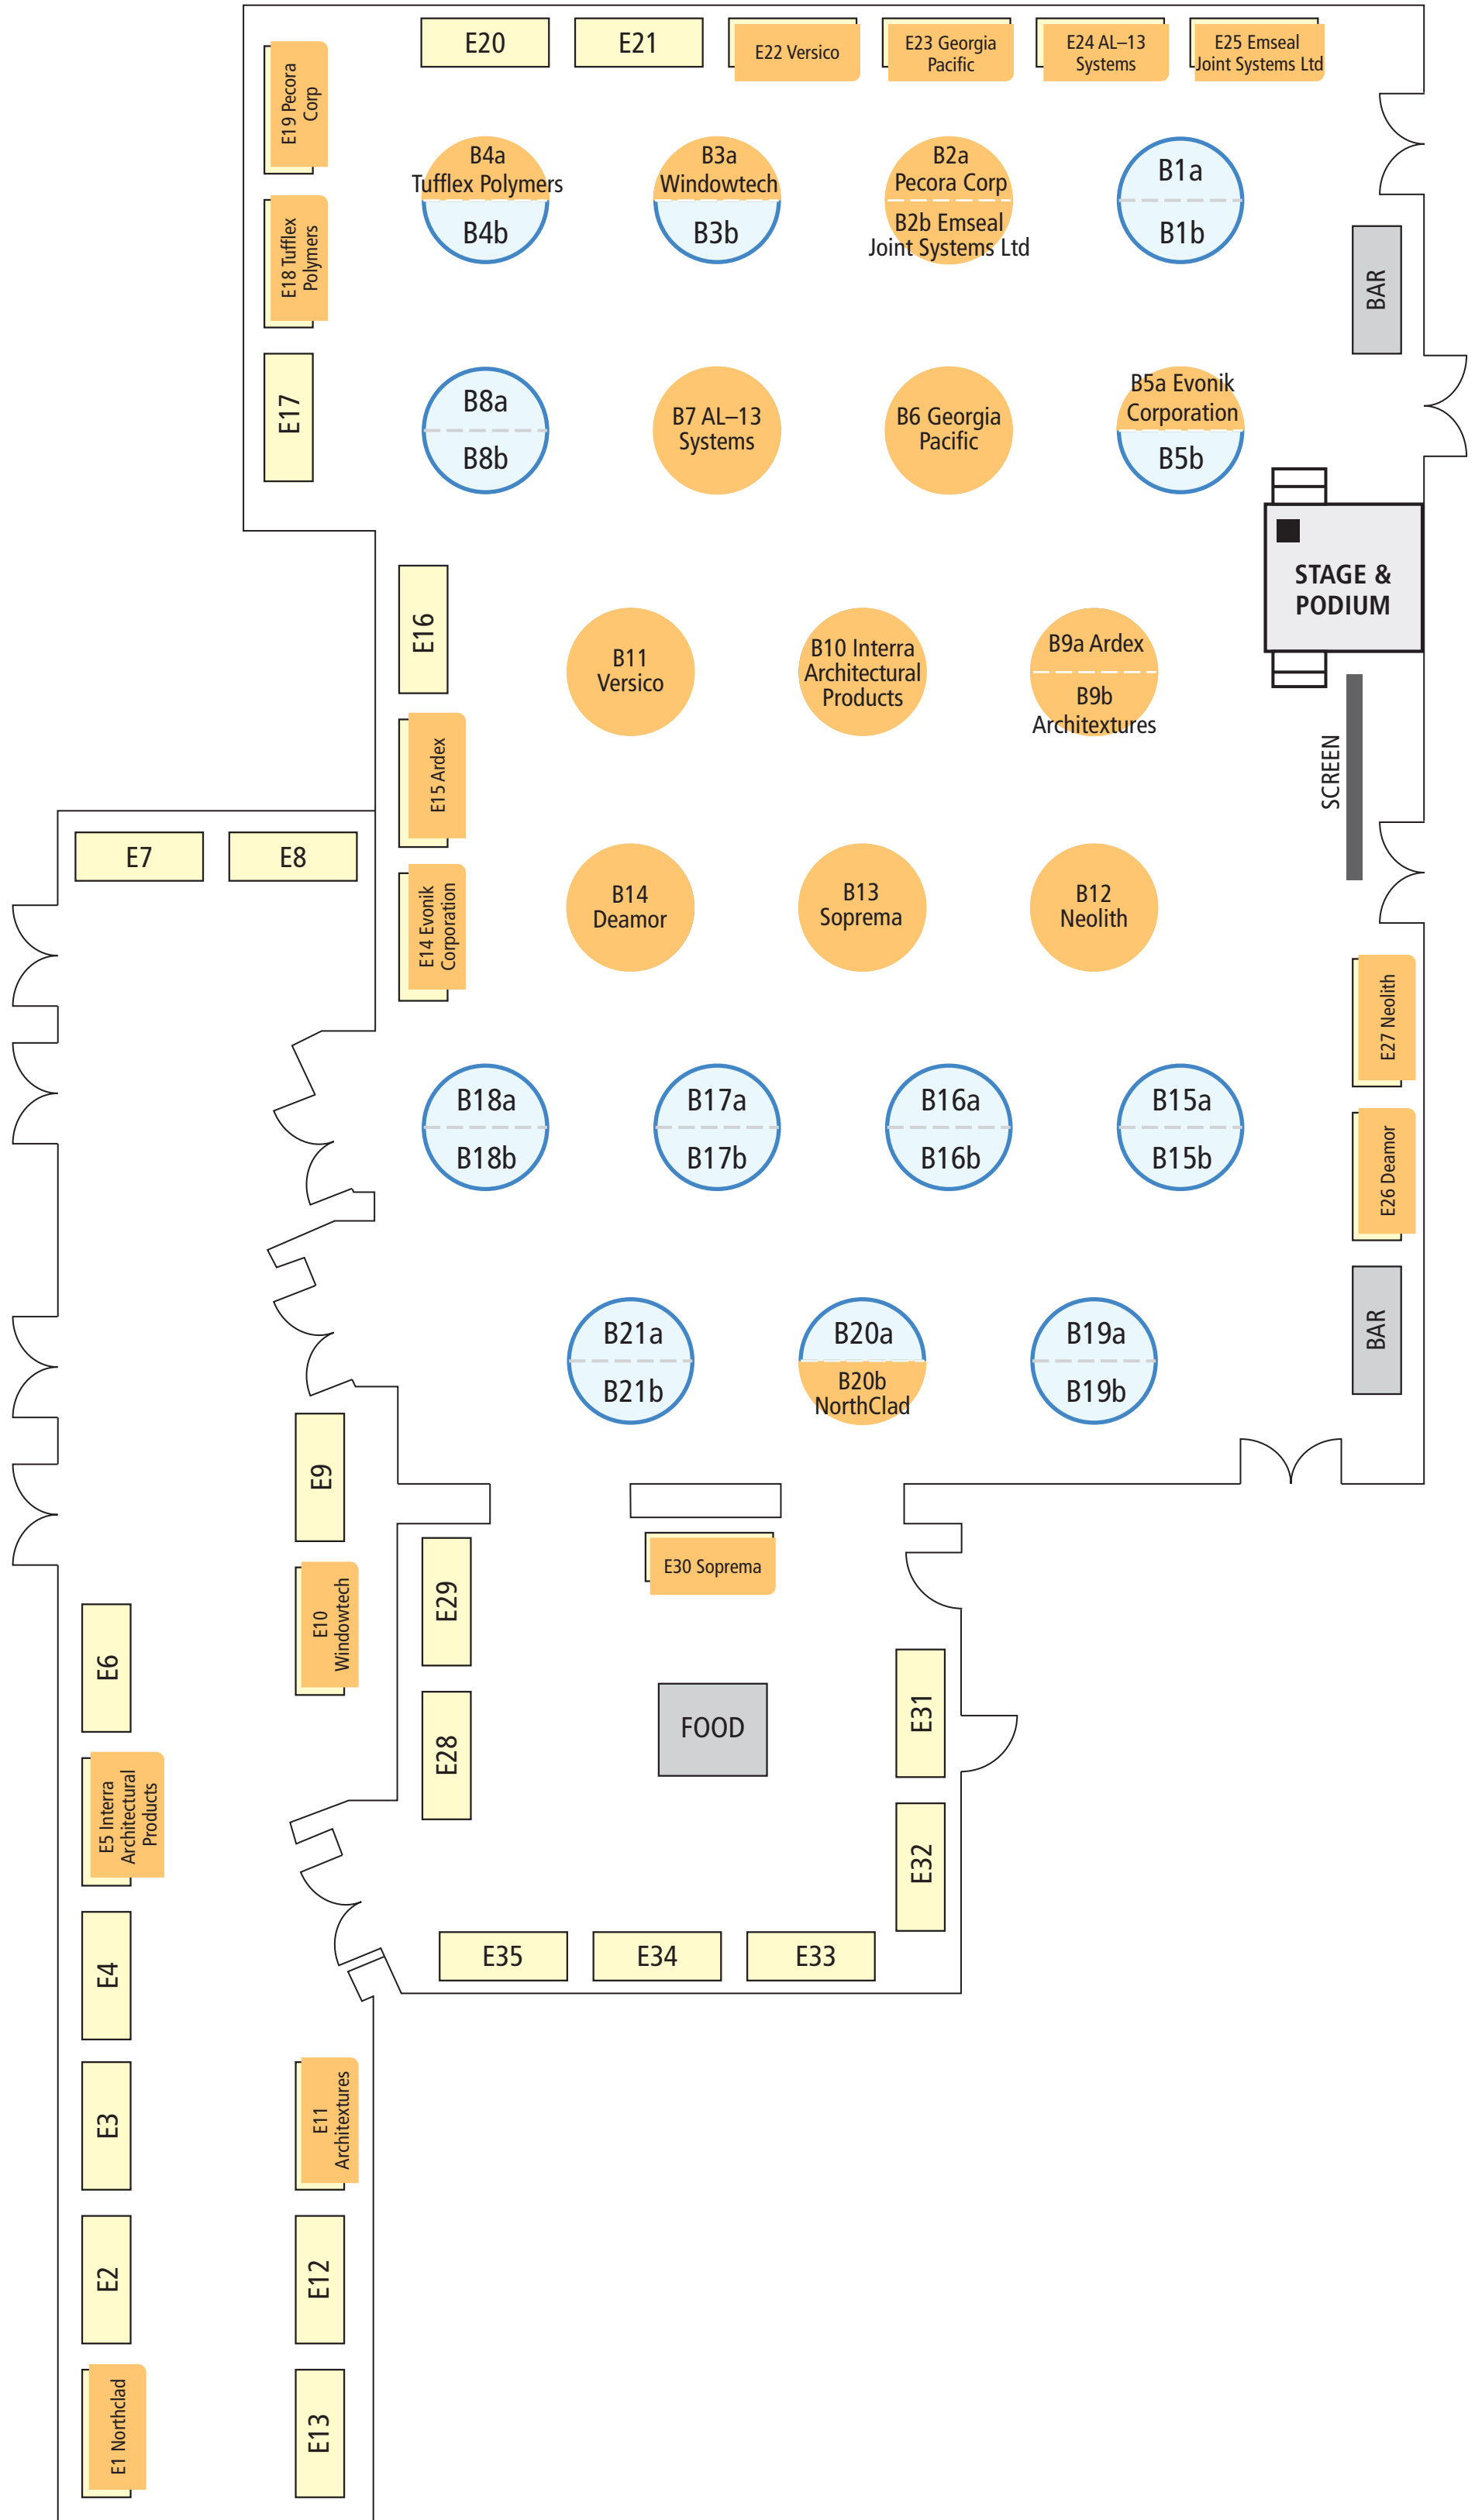 E20
E21
E22 Versico
E23 Georgia
Pacific
E24 AL–13
Systems
E25 Emseal
Joint Systems Ltd
E19 Pecora
Corp
B4a
Tufflex Polymers
B4b
B3a
Windowtech
B3b
B2a
Pecora Corp
B2b Emseal
Joint Systems Ltd
B1a
B1b
E18 Tufflex
Polymers
BAR
E17
B8a
B8b
B7 AL–13
Systems
B6 Georgia
Pacific
B5a Evonik
Corporation
B5b
STAGE &
PODIUM
E16
B11
Versico
B10 Interra
Architectural
Products
B9a Ardex
B9b
Architextures
SCREEN
E15 Ardex
E7
E8
E14 Evonik
Corporation
B14
Deamor
B13
Soprema
B12
Neolith
E27 Neolith
B18a
B18b
B17a
B17b
B16a
B16b
B15a
B15b
E26 Deamor
B21a
B21b
B20a
B20b
NorthClad
B19a
B19b
BAR
E9
E30 Soprema
E29
E10
Windowtech
E6
E31
FOOD
E28
E5 Interra
Architectural
Products
E32
E4
E35
E34
E33
E3
E11
Architextures
E2
E12
E1 Northclad
E13